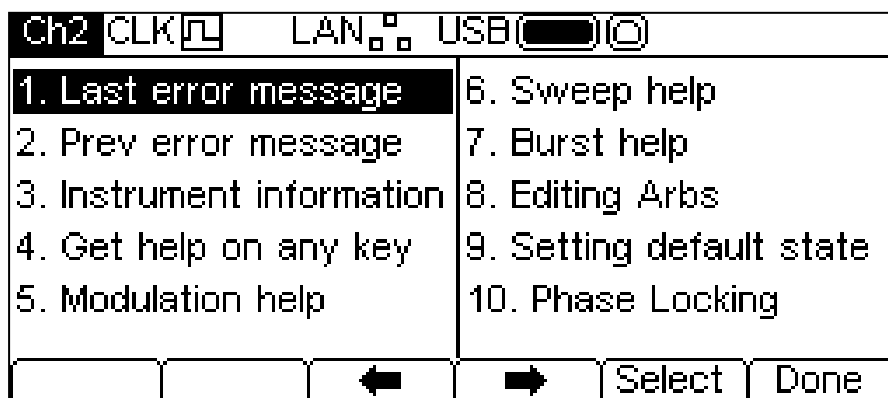 Ch2 CLK LAN USB
1. Last error message
2. Prev error message
3. Instrument information
4. Get help on any key
5. Modulation help
6. Sweep help
7. Burst help
8. Editing Arbs
9. Setting default state
10. Phase Locking
Select Done